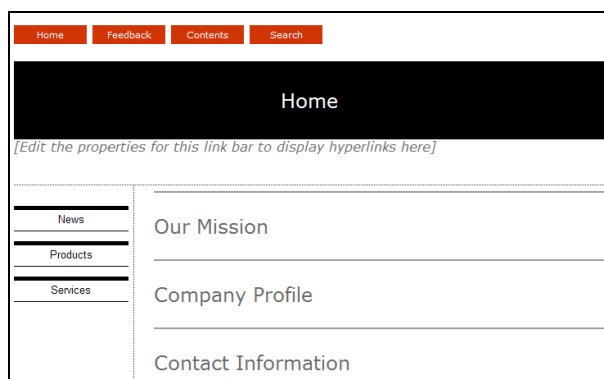 Home Feedback Contents Search
Home
[Edit the properties for this link bar to display hyperlinks here]
News
Products
Services
Our Mission
Company Profile
Contact Information